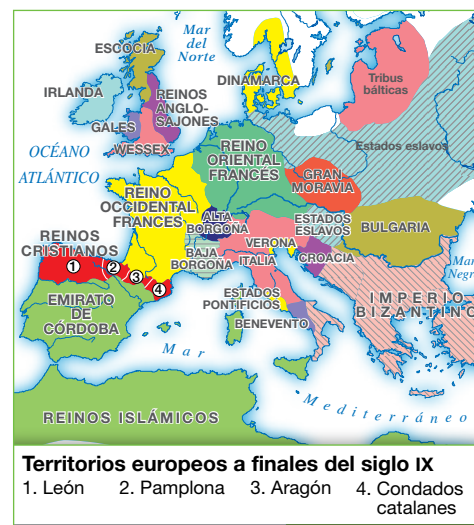 Mar
del
Norte
ESCOCIA
IRLANDA
REINOS
ANGLO-
SAJONES
GALES
WESSEX
DINAMARCA
Tribus
bálticas
Estados eslavos
OCÉANO
ATLÁNTICO
REINO
ORIENTAL
FRANCÉS
GRAN
MORAVIA
REINO
OCCIDENTAL
FRANCÉS
ALTA
BORGOÑA
BAJA
BORGOÑA
VERONA
ITALIA
ESTADOS
ESLAVOS
CROACIA
BULGARIA
Mar
Negro
REINOS
CRISTIANOS
1
2
3
4
EMIRATO
DE
CÓRDOBA
ESTADOS
PONTIFICIOS
BENEVENTO
IMPERIO
BIZANTINO
Mar
Mediterráneo
REINOS ISLÁMICOS
Territorios europeos a finales del siglo IX
1. León 2. Pamplona 3. Aragón 4. Condados
catalanes